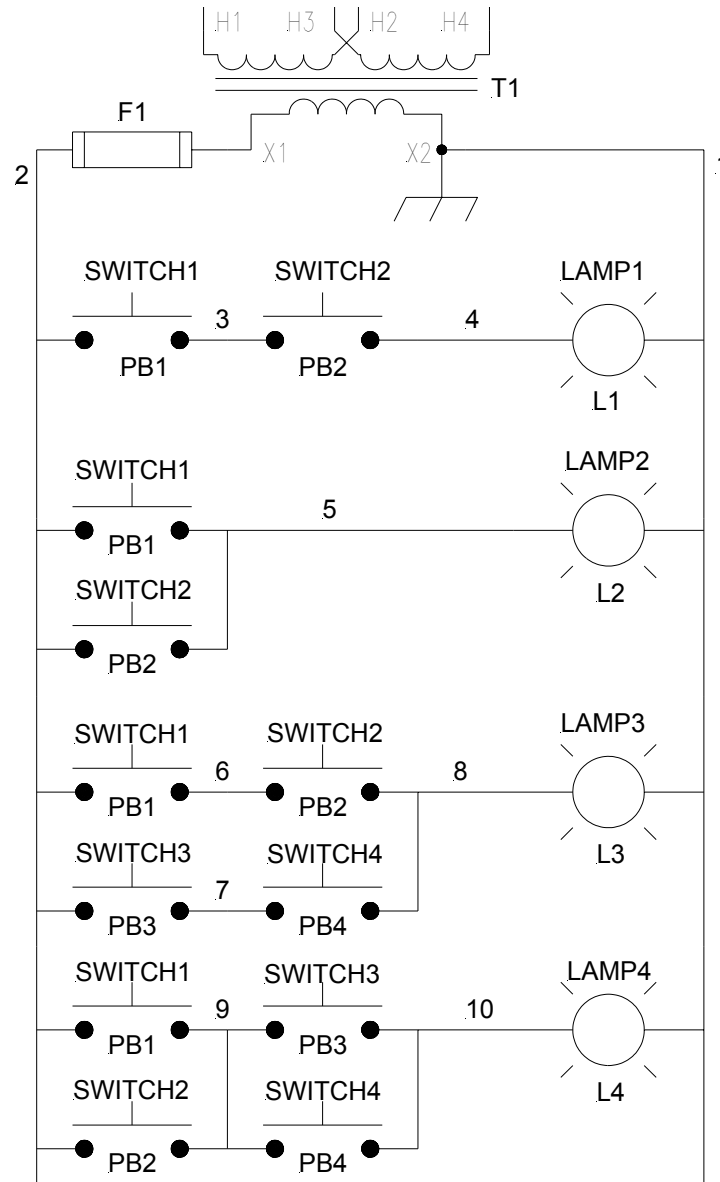 H1 H3 H2 H4
T1
F1
X1 X2
2
SWITCH1 SWITCH2 LAMP1
3 4
PB1 PB2
L1
SWITCH1 LAMP2
5
PB1
SWITCH2 L2
PB2
SWITCH1 SWITCH2 LAMP3
6 8
PB1 PB2
SWITCH3 SWITCH4 L3
7
PB3 PB4
SWITCH1 SWITCH3 LAMP4
9 10
PB1 PB3
SWITCH2 SWITCH4 L4
PB2 PB4